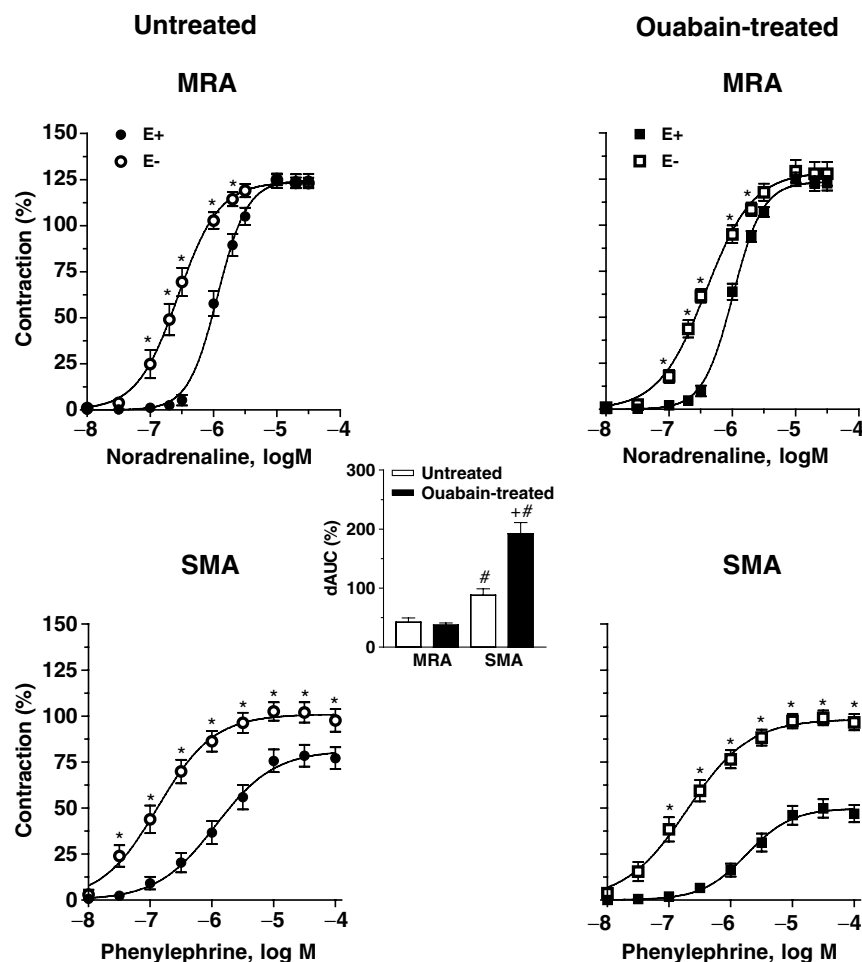 Untreated
Ouabain-treated
MRA
MRA
150
125
100
75
50
25
0
Contraction (%)
E+
E-
* * * * * *
−8 −7 −6 −5 −4
Noradrenaline, logM
E+
E-
* * * * * *
−8 −7 −6 −5 −4
Noradrenaline, logM
300
200
100
0
dAUC (%)
Untreated
Ouabain-treated
#
+#
MRA SMA
SMA
SMA
150
125
100
75
50
25
0
Contraction (%)
* * * * * * * * *
−8 −7 −6 −5 −4
Phenylephrine, log M
* * * * * * * *
−8 −7 −6 −5 −4
Phenylephrine, log M